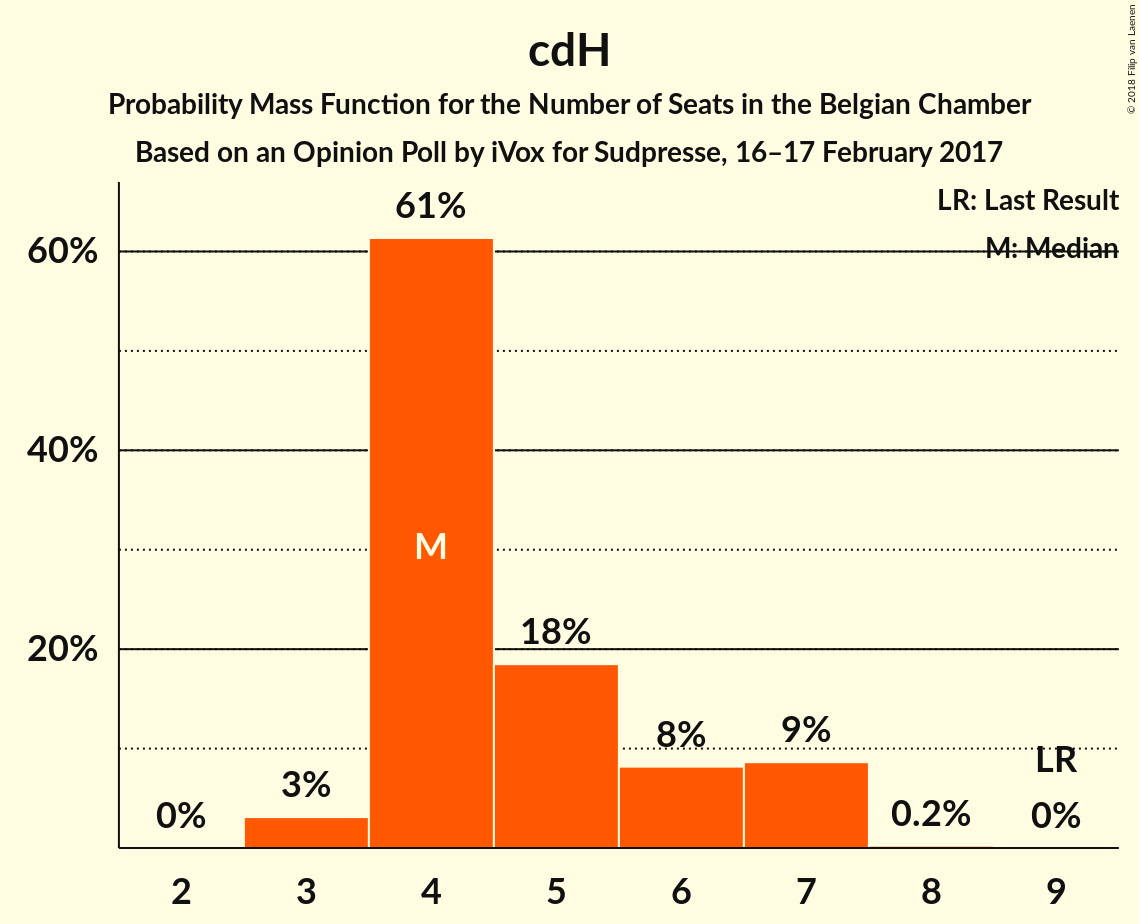 cdH
Probability Mass Function for the Number of Seats in the Belgian Chamber
Based on an Opinion Poll by iVox for Sudpresse, 16–17 February 2017
© 2018 Filip van Laenen
LR: Last Result
M: Median
60%
40%
20%
0%
3%
61%
M
18%
8%
9%
0.2%
LR
0%
2 3 4 5 6 7 8 9